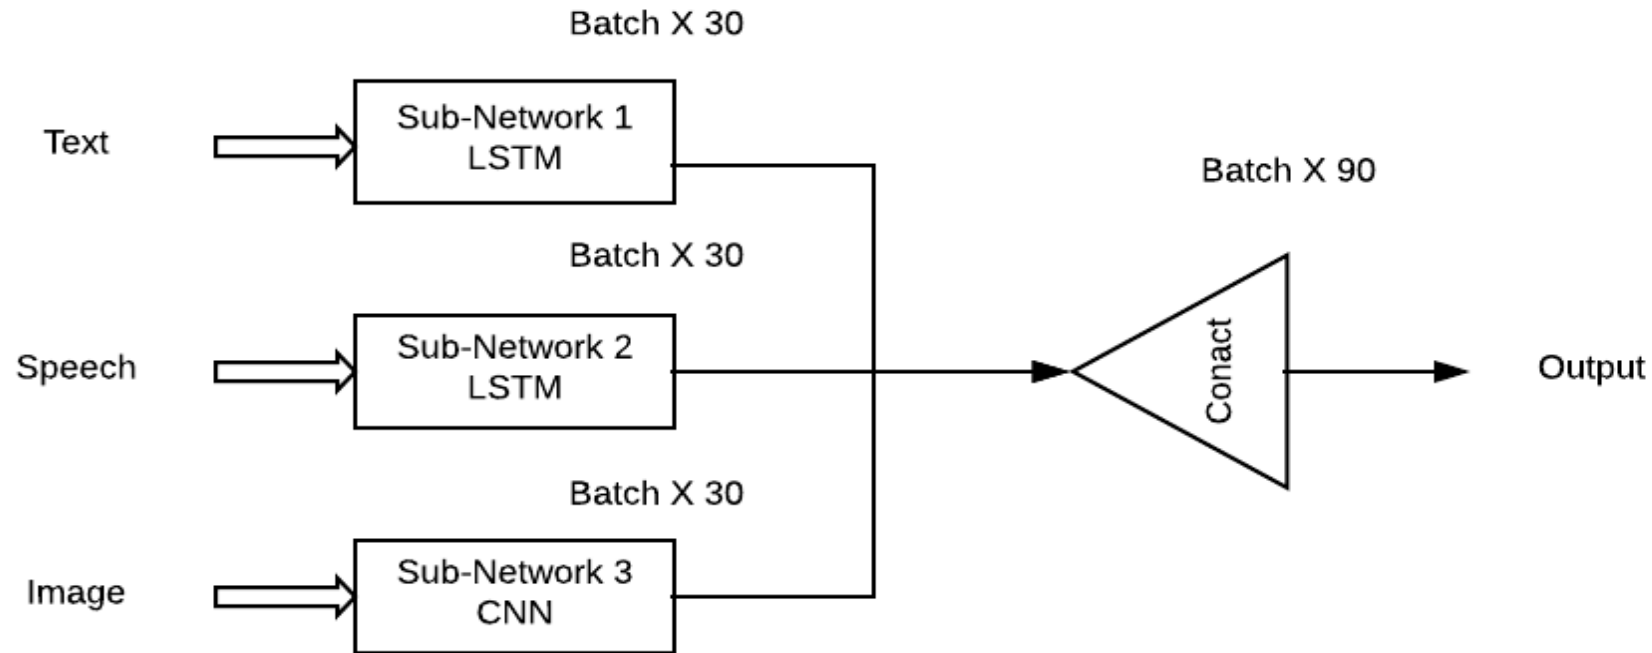 Batch X 30
Text
Sub-Network 1
LSTM
Batch X 90
Batch X 30
Speech
Sub-Network 2
LSTM
Conact
Output
Batch X 30
Image
Sub-Network 3
CNN